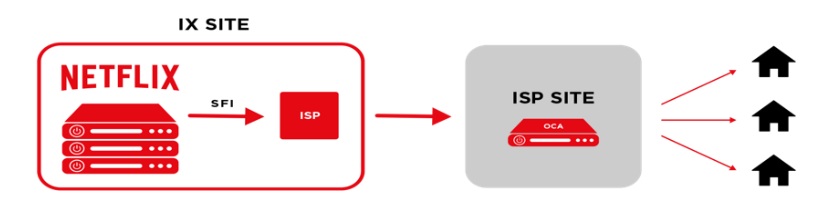 IX SITE
NETFLIX
SFI
ISP
ISP SITE
OCA